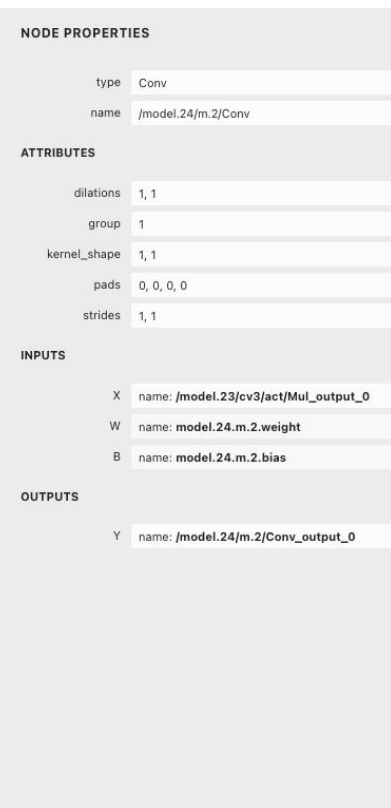 NODE PROPERTIES
type Conv
name /model.24/m.2/Conv
ATTRIBUTES
dilations 1, 1
group 1
kernel_shape 1, 1
pads 0, 0, 0, 0
strides 1, 1
INPUTS
X name: /model.23/cv3/act/Mul_output_0
W name: model.24.m.2.weight
B name: model.24.m.2.bias
OUTPUTS
Y name: /model.24/m.2/Conv_output_0